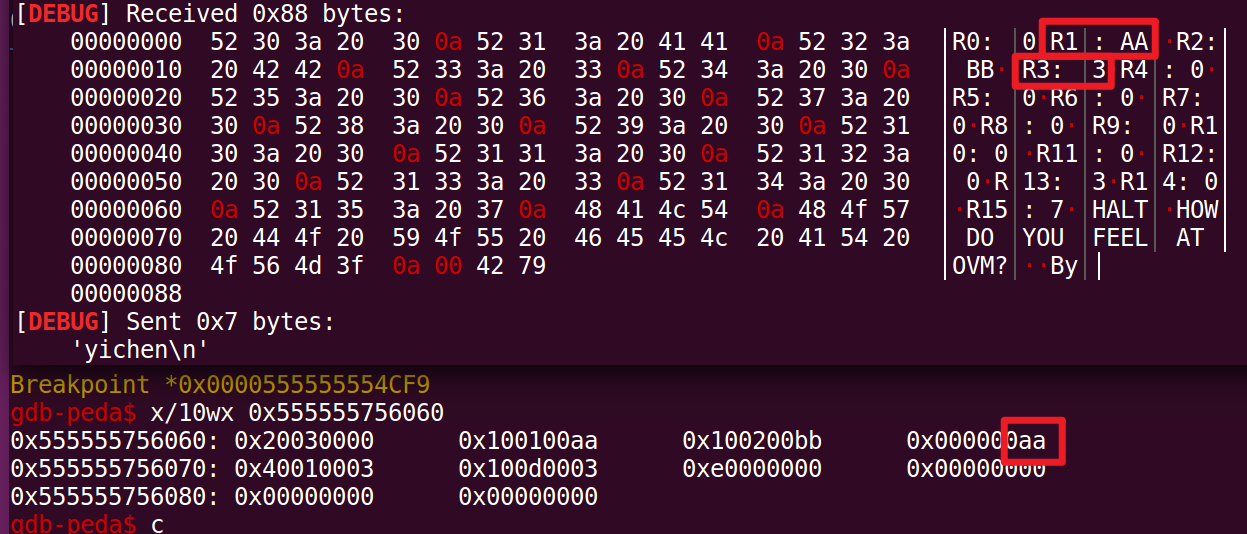 [DEBUG] Received 0x88 bytes:
00000000  52 30 3a 20  30 0a 52 31  3a 20 41 41  0a 52 32 3a  │R0: │0·R1│: AA│·R2:│
00000010  20 42 42 0a  52 33 3a 20  33 0a 52 34  3a 20 30 0a  │ BB·│R3: │3·R4│: 0·│
00000020  52 35 3a 20  30 0a 52 36  3a 20 30 0a  52 37 3a 20  │R5: │0·R6│: 0·│R7: │
00000030  30 0a 52 38  3a 20 30 0a  52 39 3a 20  30 0a 52 31  │0·R8│: 0·│R9: │0·R1│
00000040  30 3a 20 30  0a 52 31 31  3a 20 30 0a  52 31 32 3a  │0: 0│·R11│: 0·│R12:│
00000050  20 30 0a 52  31 33 3a 20  33 0a 52 31  34 3a 20 30  │ 0·R│13: │3·R1│4: 0│
00000060  0a 52 31 35  3a 20 37 0a  48 41 4c 54  0a 48 4f 57  │·R15│: 7·│HALT│·HOW│
00000070  20 44 4f 20  59 4f 55 20  46 45 45 4c  20 41 54 20  │ DO │YOU │FEEL│ AT │
00000080  4f 56 4d 3f  0a 00 42 79  │OVM?│··By│
00000088
[DEBUG] Sent 0x7 bytes:
'yichen\n'
Breakpoint *0x0000555555554CF9
gdb-peda$ x/10wx 0x555555756060
0x555555756060: 0x20030000 0x100100aa 0x100200bb 0x000000aa
0x555555756070: 0x40010003 0x100d0003 0xe0000000 0x00000000
0x555555756080: 0x00000000 0x00000000
gdb-peda$ c